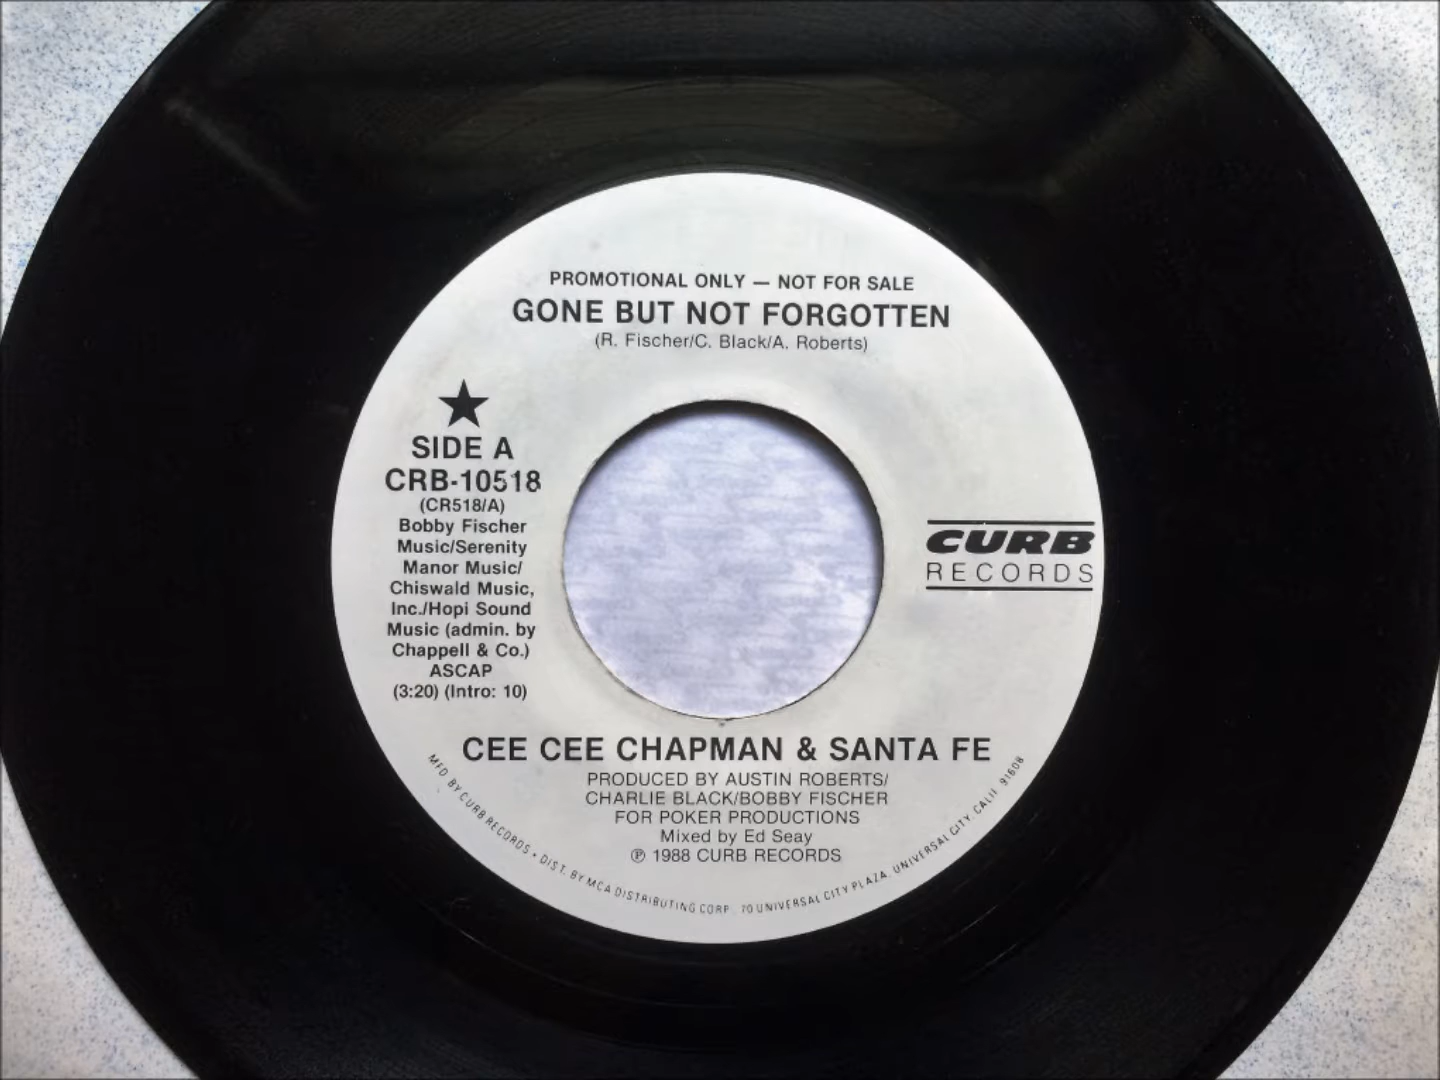 PROMOTIONAL ONLY — NOT FOR SALE
GONE BUT NOT FORGOTTEN
(R. Fischer/C. Black/A. Roberts)
★
SIDE A
CRB-10518
(CR518/A)
Bobby Fischer
Music/Serenity
Manor Music/
Chiswald Music,
Inc./Hopi Sound
Music (admin. by
Chappell & Co.)
ASCAP
(3:20) (Intro: 10)
CURB
RECORDS
CEE CEE CHAPMAN & SANTA FE
PRODUCED BY AUSTIN ROBERTS/
CHARLIE BLACK/BOBBY FISCHER
FOR POKER PRODUCTIONS
Mixed by Ed Seay
℗ 1988 CURB RECORDS
MFD. BY CURB RECORDS • DIST. BY MCA DISTRIBUTING CORP. 70 UNIVERSAL CITY PLAZA, UNIVERSAL CITY, CALIF. 91608